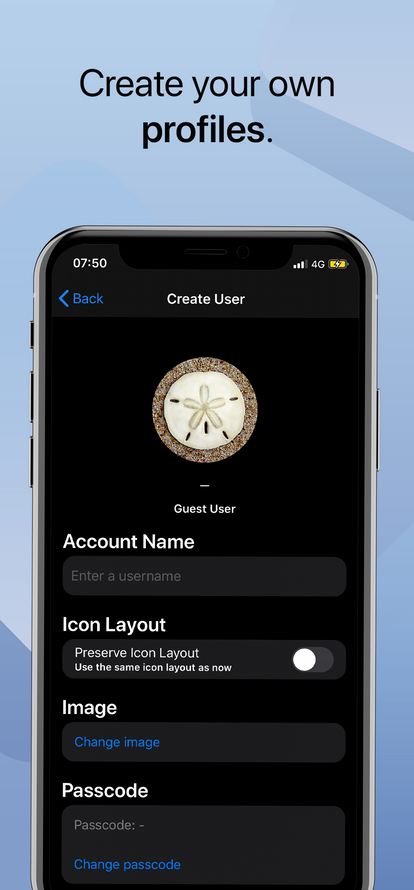 Create your own
profiles.
07:50
4G
Back
Create User
–
Guest User
Account Name
Enter a username
Icon Layout
Preserve Icon Layout
Use the same icon layout as now
Image
Change image
Passcode
Passcode: -
Change passcode